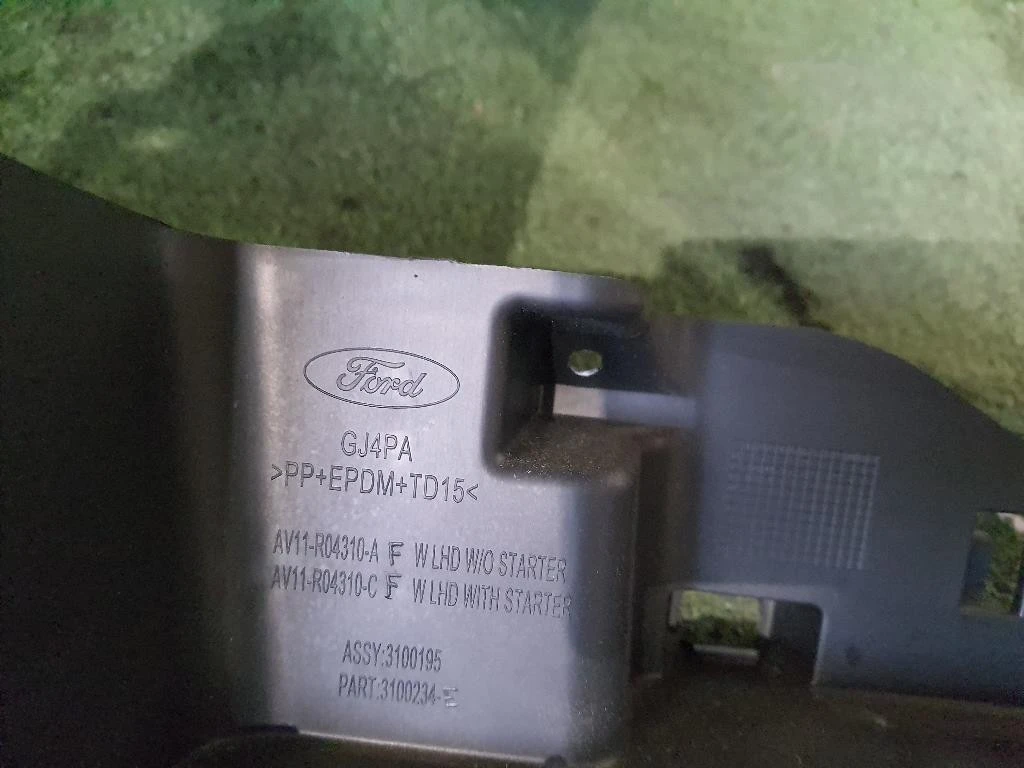 Ford
GJ4PA
>PP+EPDM+TD15<
AV11-R04310-A F W LHD W/O STARTER
AV11-R04310-C F W LHD WITH STARTER
ASSY:3100195
PART:3100234-E